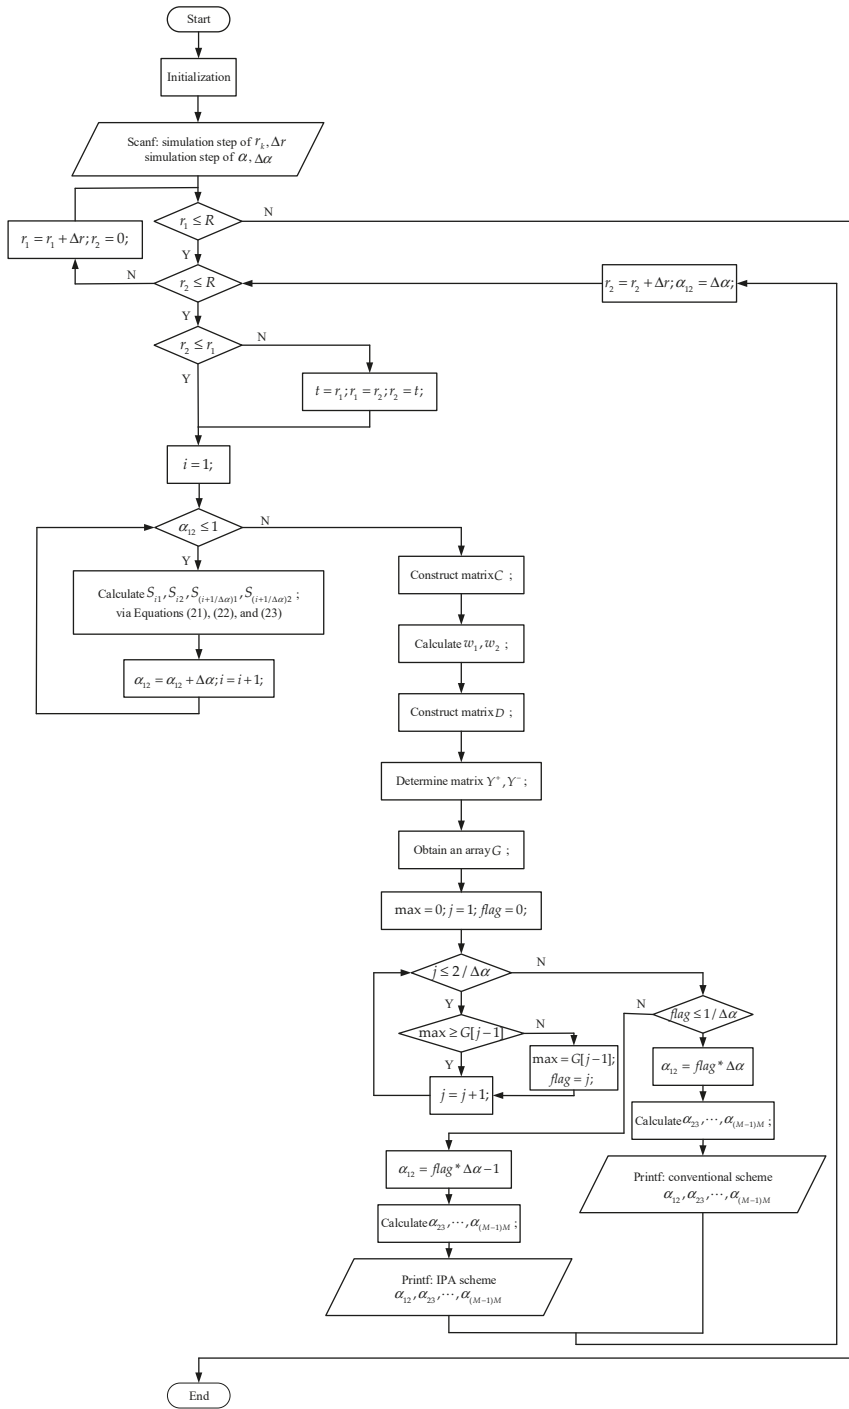 Start
Initialization
Scanf: simulation step of r_k, Δr
simulation step of α, Δα
r_1 ≤ R
N
r_1 = r_1 + Δr; r_2 = 0;
Y
N
r_2 ≤ R
r_2 = r_2 + Δr; α_12 = Δα;
Y
r_2 ≤ r_1
N
Y
t = r_1; r_1 = r_2; r_2 = t;
i = 1;
α_12 ≤ 1
N
Y
Calculate S_i1, S_i2, S_(i+1/Δα)1, S_(i+1/Δα)2 ;
via Equations (21), (22), and (23)
α_12 = α_12 + Δα; i = i + 1;
Construct matrix C ;
Calculate w_1, w_2 ;
Construct matrix D ;
Determine matrix Y^+, Y^- ;
Obtain an array G ;
max = 0; j = 1; flag = 0;
j ≤ 2 / Δα
N
Y
max ≥ G[j−1]
N
Y
max = G[j−1];
flag = j;
j = j + 1;
N
flag ≤ 1 / Δα
α_12 = flag * Δα
Calculate α_23, ⋯, α_(M−1)M ;
Printf: conventional scheme
α_12, α_23, ⋯, α_(M−1)M
α_12 = flag * Δα − 1
Calculate α_23, ⋯, α_(M−1)M ;
Printf: IPA scheme
α_12, α_23, ⋯, α_(M−1)M
End